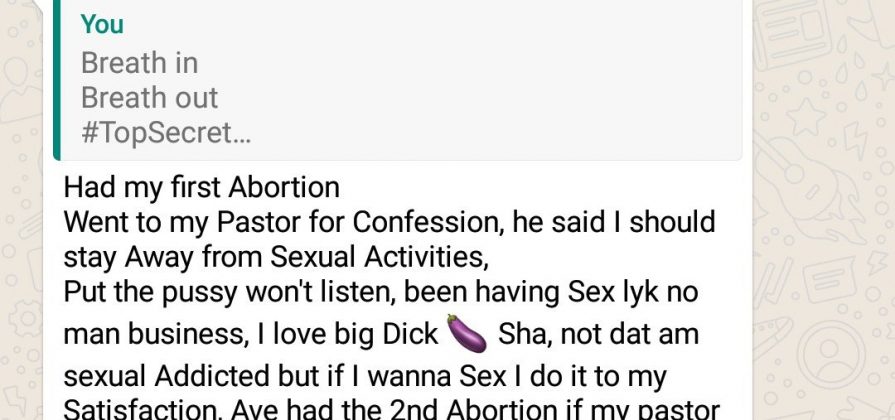 You
Breath in
Breath out
#TopSecret...
Had my first Abortion
Went to my Pastor for Confession, he said I should
stay Away from Sexual Activities,
Put the pussy won't listen, been having Sex lyk no
man business, I love big Dick 🍆 Sha, not dat am
sexual Addicted but if I wanna Sex I do it to my
Satisfaction. Ave had the 2nd Abortion if my pastor